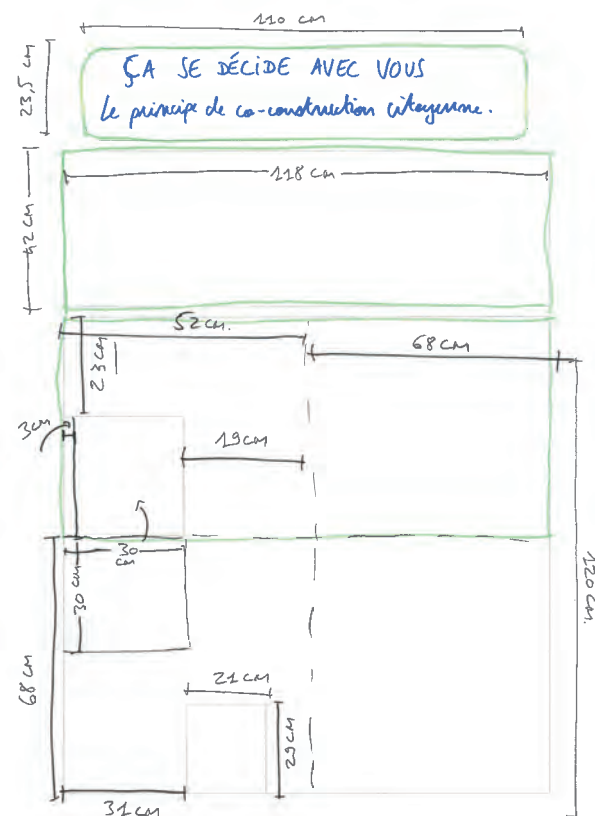 110 cm
23,5 cm
ÇA SE DÉCIDE AVEC VOUS
Le principe de co-construction citoyenne.
118 cm
42 cm
52 cm.
68 cm
23 cm
3 cm
19 cm
30 cm
30 cm
120 cm.
68 cm
21 cm
29 cm
31 cm